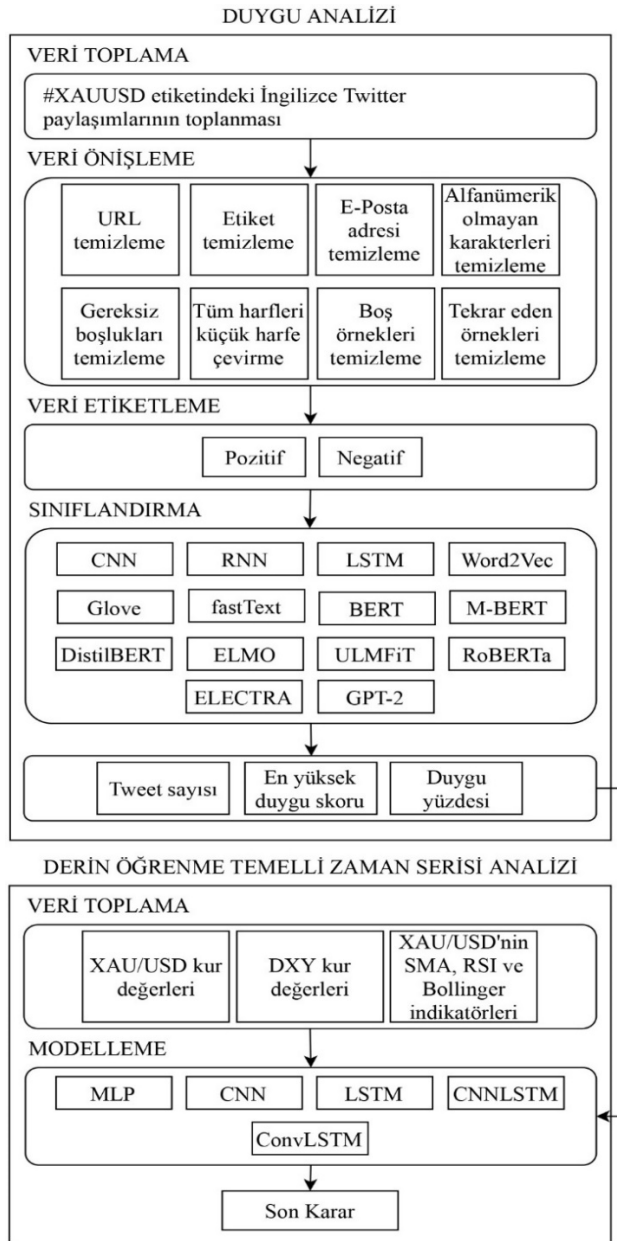 DUYGU ANALİZİ
VERİ TOPLAMA
#XAUUSD etiketindeki İngilizce Twitter
paylaşımlarının toplanması
VERİ ÖNİŞLEME
URL
temizleme
Etiket
temizleme
E-Posta
adresi
temizleme
Alfanümerik
olmayan
karakterleri
temizleme
Gereksiz
boşlukları
temizleme
Tüm harfleri
küçük harfe
çevirme
Boş
örnekleri
temizleme
Tekrar eden
örnekleri
temizleme
VERİ ETİKETLEME
Pozitif
Negatif
SINIFLANDIRMA
CNN
RNN
LSTM
Word2Vec
Glove
fastText
BERT
M-BERT
DistilBERT
ELMO
ULMFiT
RoBERTa
ELECTRA
GPT-2
Tweet sayısı
En yüksek
duygu skoru
Duygu
yüzdesi
DERİN ÖĞRENME TEMELLİ ZAMAN SERİSİ ANALİZİ
VERİ TOPLAMA
XAU/USD kur
değerleri
DXY kur
değerleri
XAU/USD'nin
SMA, RSI ve
Bollinger
indikatörleri
MODELLEME
MLP
CNN
LSTM
CNNLSTM
ConvLSTM
Son Karar